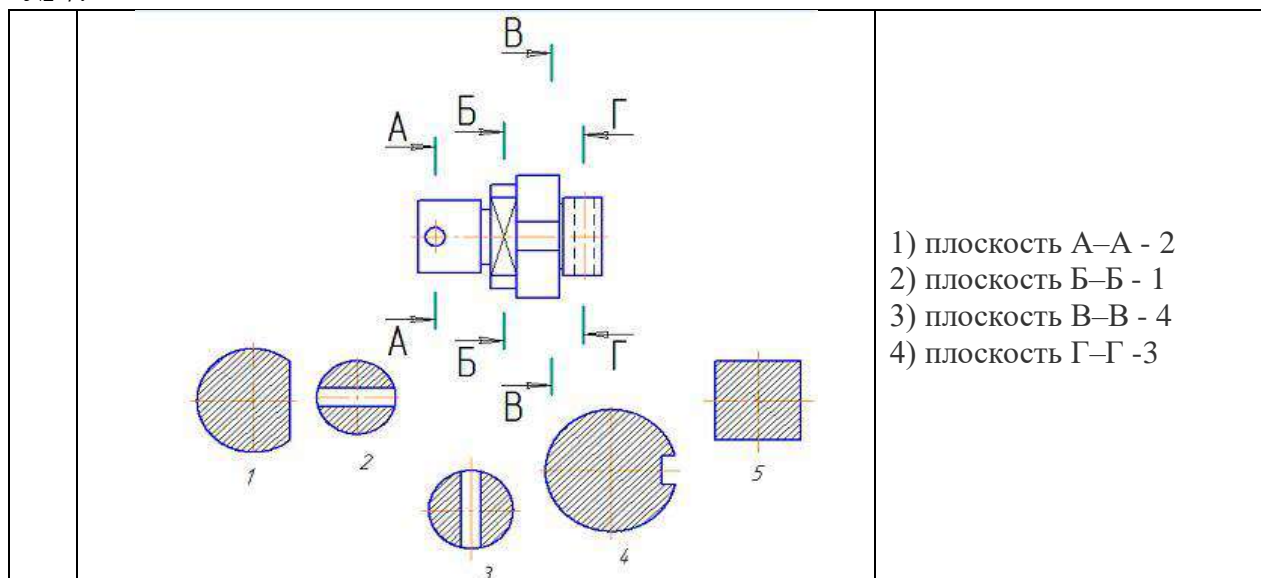 В
Б
Г
А
А
Б
Г
В
1
2
3
4
5
1) плоскость А–А - 2
2) плоскость Б–Б - 1
3) плоскость В–В - 4
4) плоскость Г–Г -3